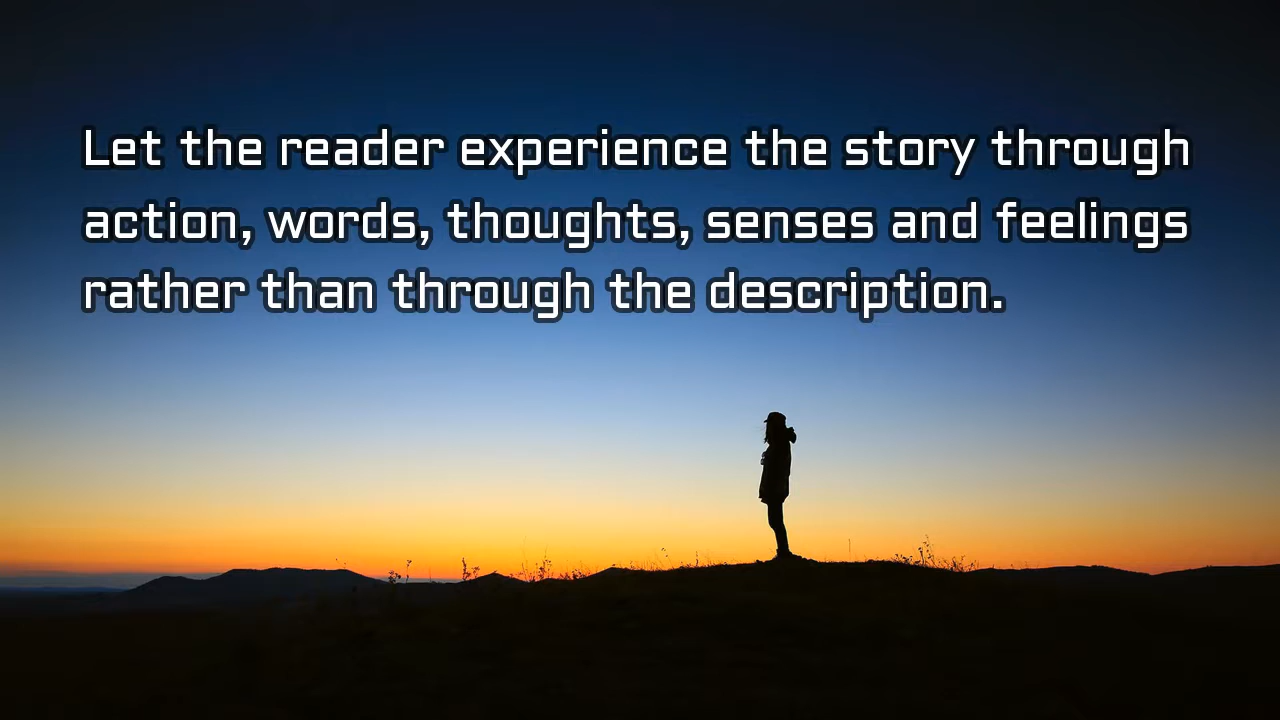 Let the reader experience the story through
action, words, thoughts, senses and feelings
rather than through the description.